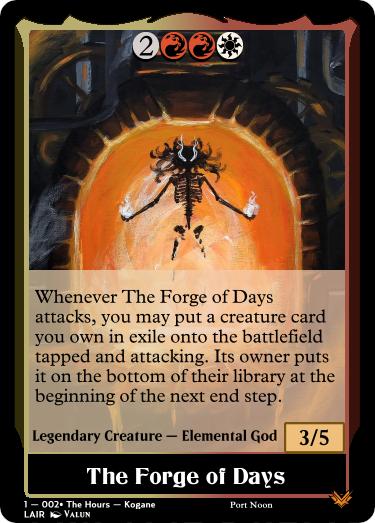 2
Whenever The Forge of Days
attacks, you may put a creature card
you own in exile onto the battlefield
tapped and attacking. Its owner puts
it on the bottom of their library at the
beginning of the next end step.
Legendary Creature — Elemental God 3/5
The Forge of Days
1 — 002• The Hours — Kogane Port Noon
LAIR Valun